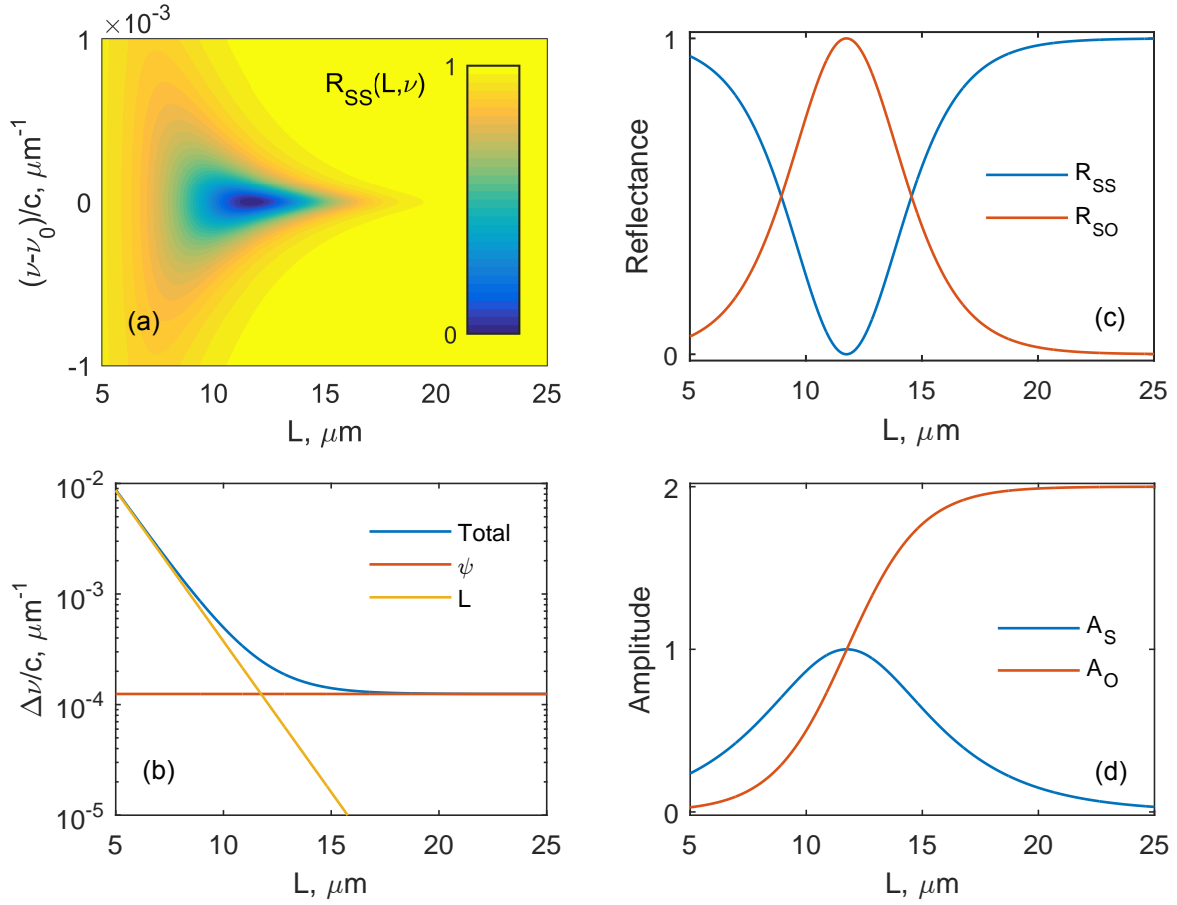 ×10⁻³
1
0
-1
(ν-ν₀)/c, μm⁻¹
R_SS(L,ν)
1
0
(a)
5
10
15
20
25
L, μm
1
0
Reflectance
R_SS
R_SO
(c)
5
10
15
20
25
L, μm
10⁻²
10⁻³
10⁻⁴
10⁻⁵
Δν/c, μm⁻¹
Total
ψ
L
(b)
5
10
15
20
25
L, μm
2
1
0
Amplitude
A_S
A_O
(d)
5
10
15
20
25
L, μm